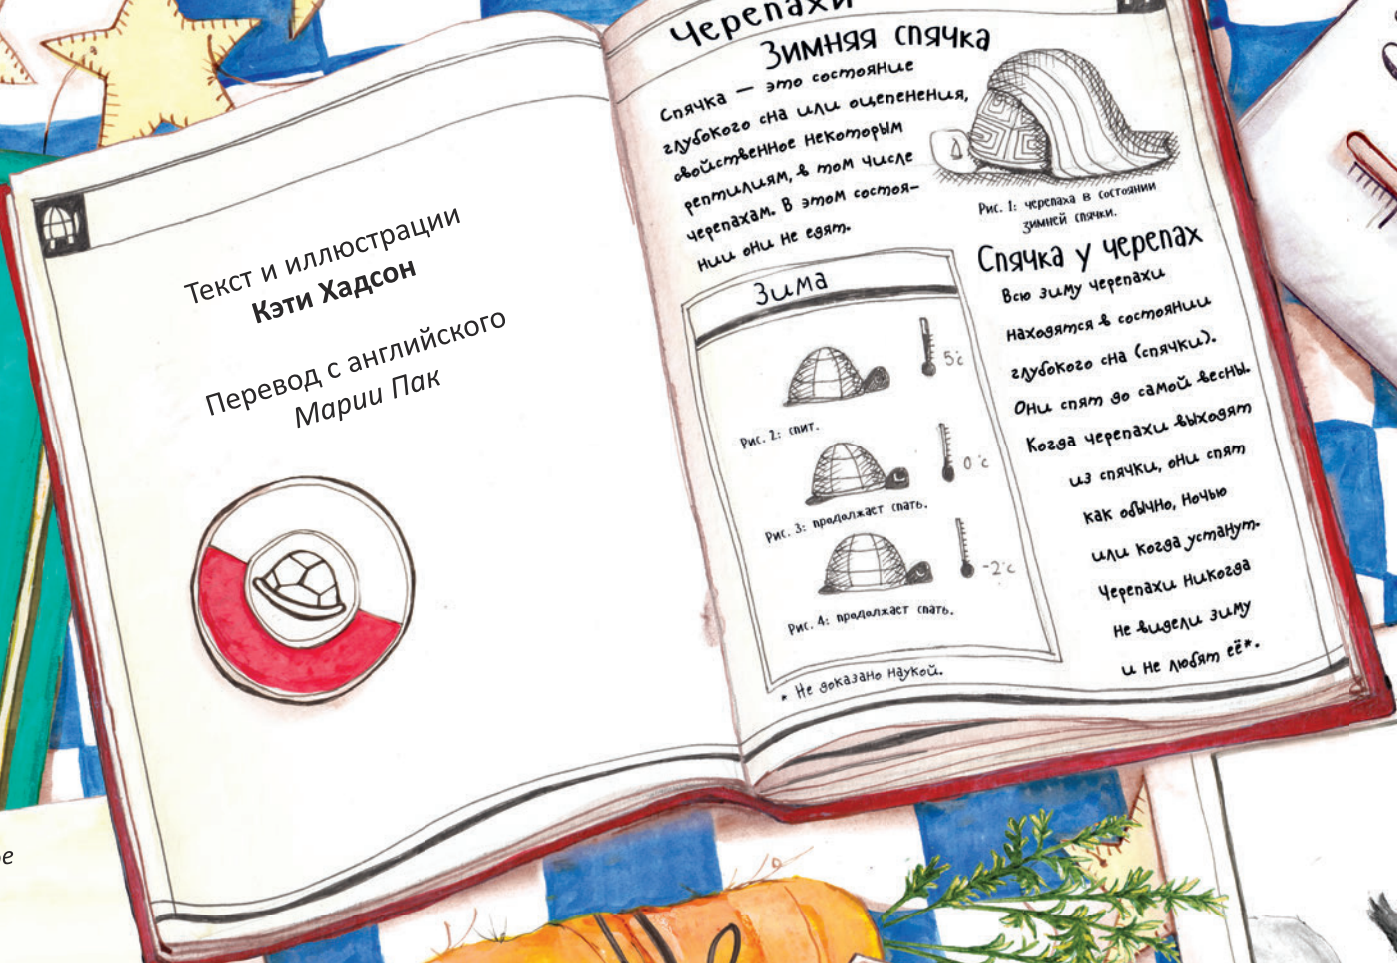 Текст и иллюстрации
Кэти Хадсон
Перевод с английского
Марии Пак
Черепахи
Зимняя спячка
Спячка — это состояние
глубокого сна или оцепенения,
свойственное некоторым
рептилиям, в том числе
черепахам. В этом состоя-
нии они не едят.
Рис. 1: черепаха в состоянии
зимней спячки.
Зима
5°c
Рис. 2: спит.
0°c
Рис. 3: продолжает спать.
-2°c
Рис. 4: продолжает спать.
Спячка у черепах
Всю зиму черепахи
находятся в состоянии
глубокого сна (спячки).
Они спят до самой весны.
Когда черепахи выходят
из спячки, они спят
как обычно, ночью
или когда устанут.
Черепахи никогда
не видели зиму
и не любят её*.
* Не доказано наукой.